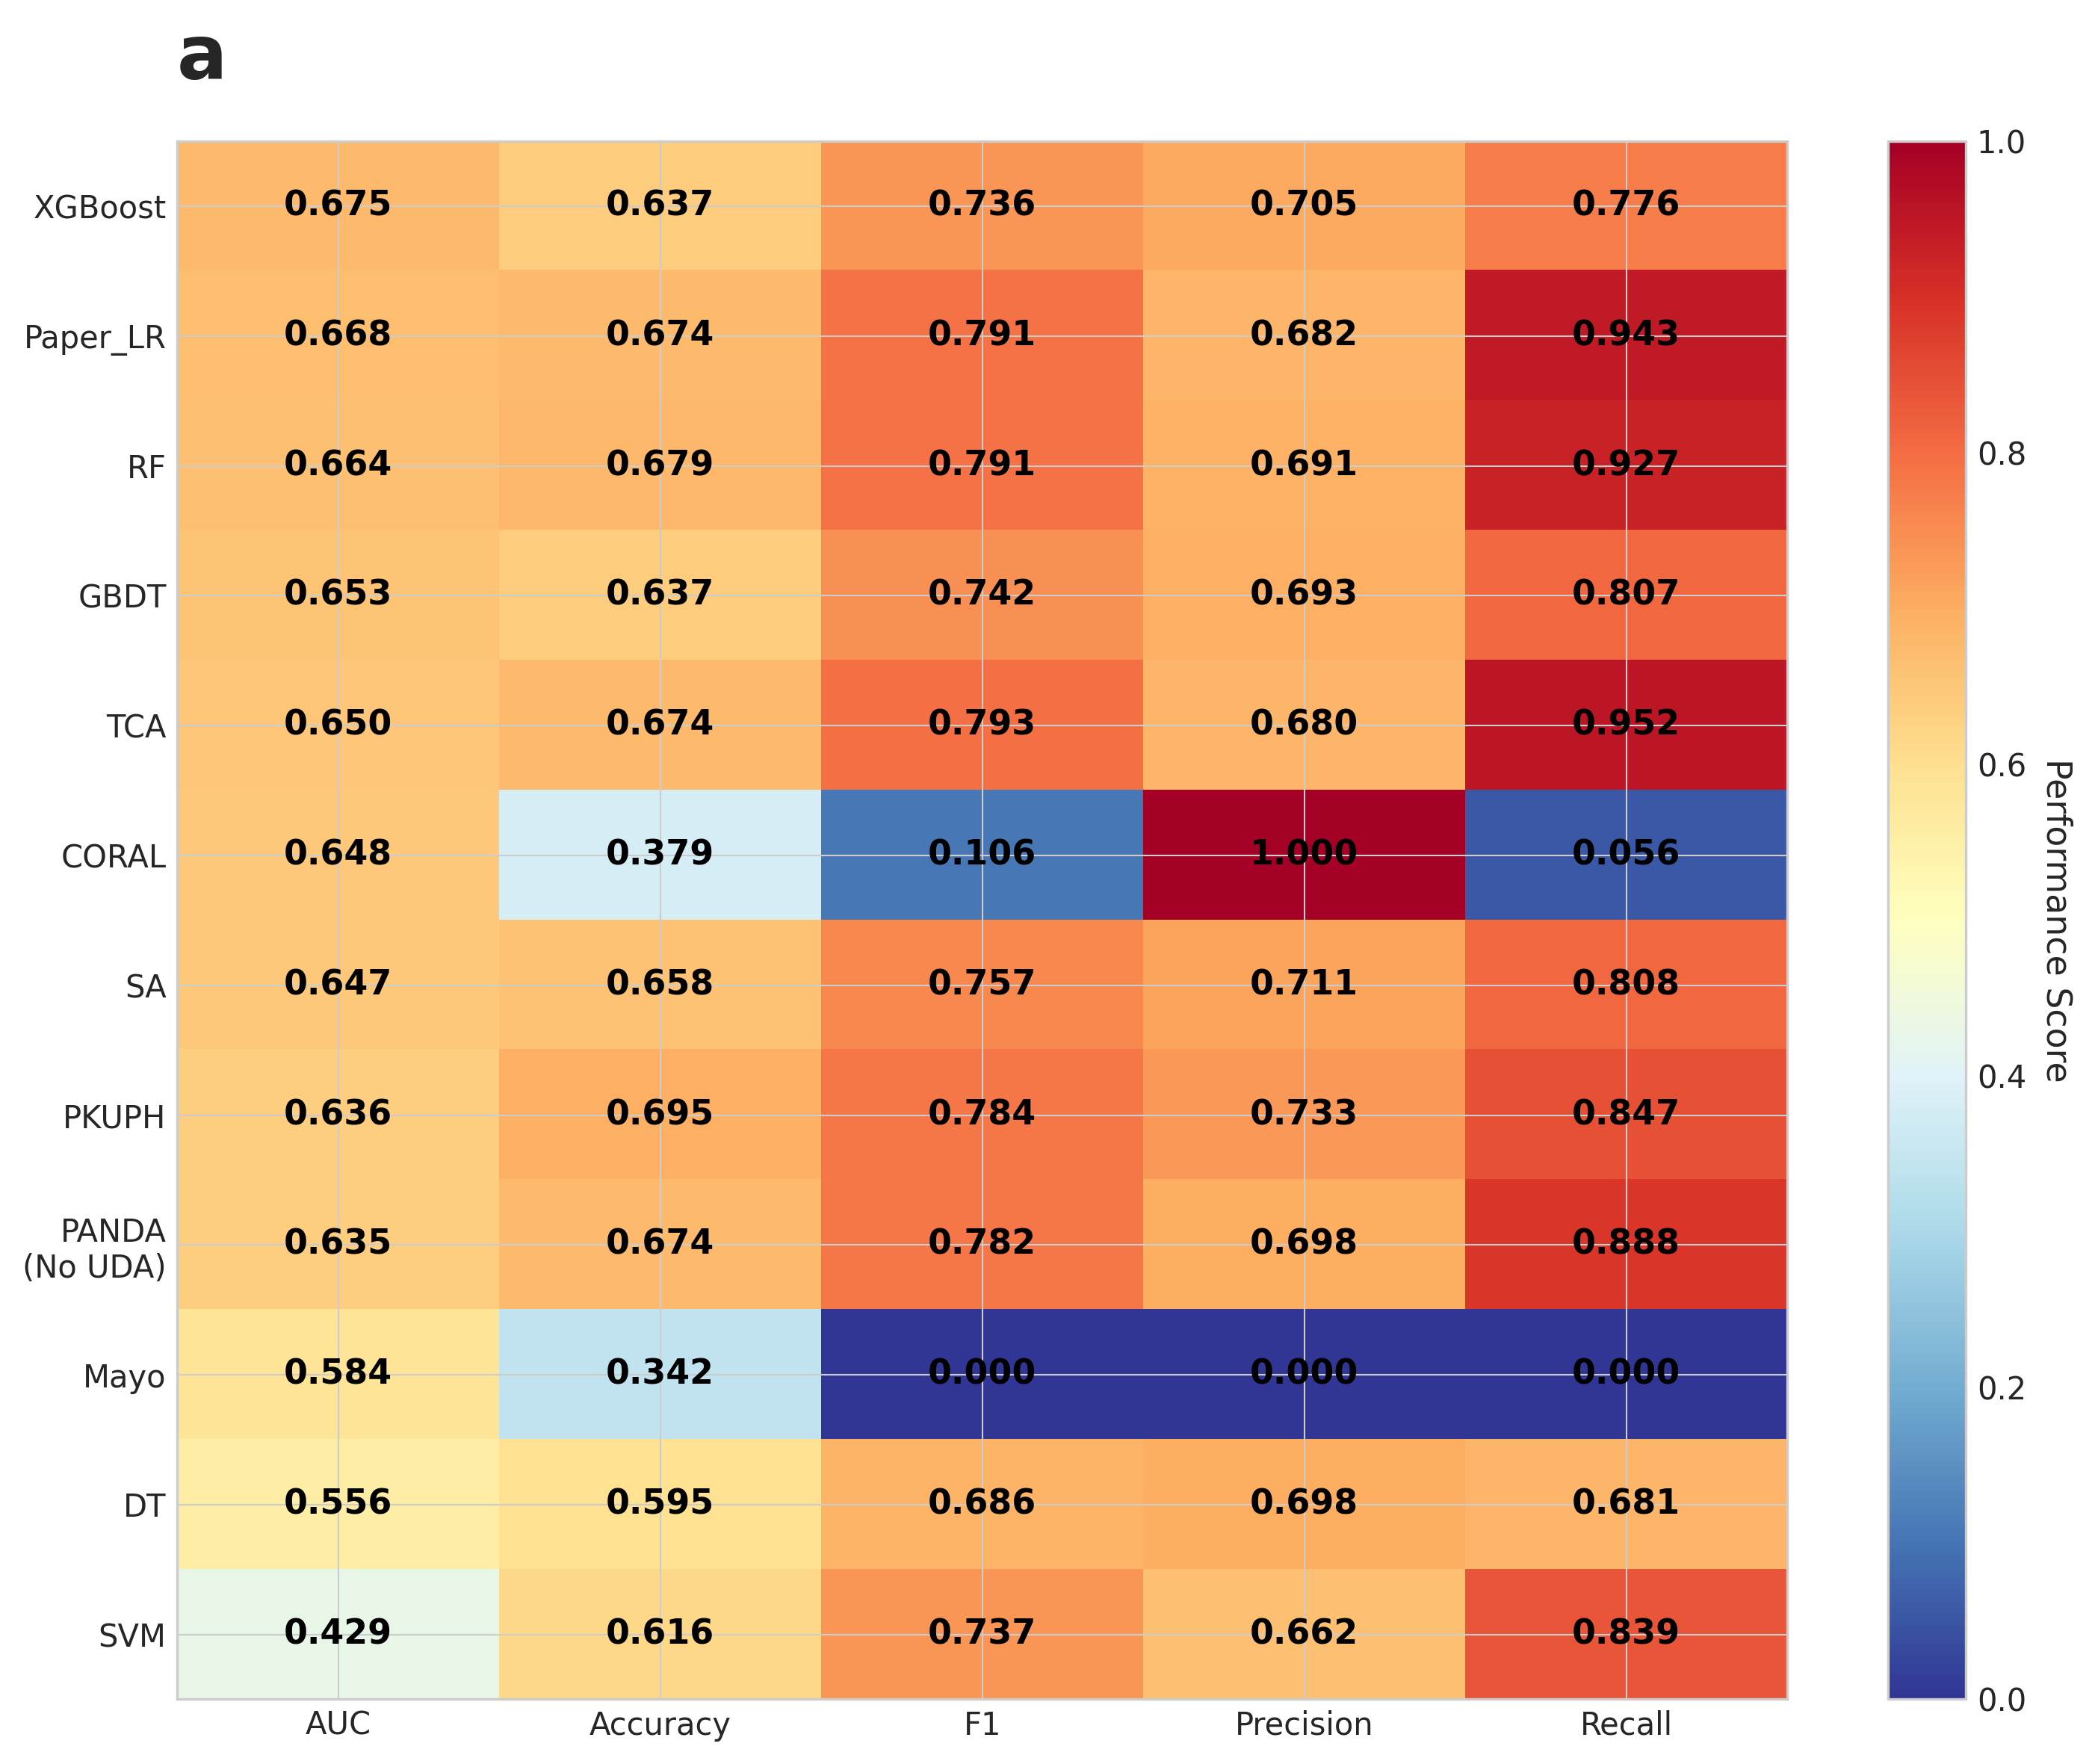 a
XGBoost 0.675 0.637 0.736 0.705 0.776
Paper_LR 0.668 0.674 0.791 0.682 0.943
RF 0.664 0.679 0.791 0.691 0.927
GBDT 0.653 0.637 0.742 0.693 0.807
TCA 0.650 0.674 0.793 0.680 0.952
CORAL 0.648 0.379 0.106 1.000 0.056
SA 0.647 0.658 0.757 0.711 0.808
PKUPH 0.636 0.695 0.784 0.733 0.847
PANDA
(No UDA) 0.635 0.674 0.782 0.698 0.888
Mayo 0.584 0.342 0.000 0.000 0.000
DT 0.556 0.595 0.686 0.698 0.681
SVM 0.429 0.616 0.737 0.662 0.839
AUC Accuracy F1 Precision Recall
1.0
0.8
0.6
0.4
0.2
0.0
Performance Score